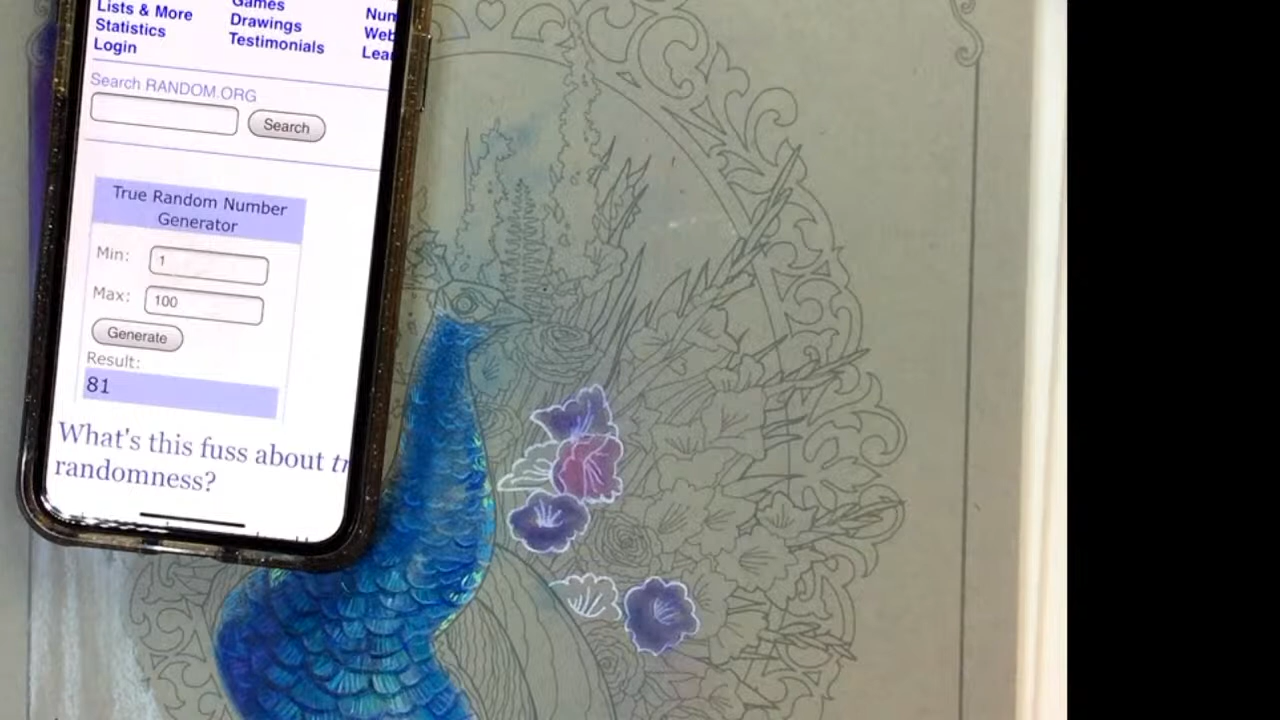 Games
Lists & More
Drawings
Statistics
Testimonials
Login
Search RANDOM.ORG
Search
True Random Number
Generator
Min: 1
Max: 100
Generate
Result:
81
What's this fuss about
randomness?